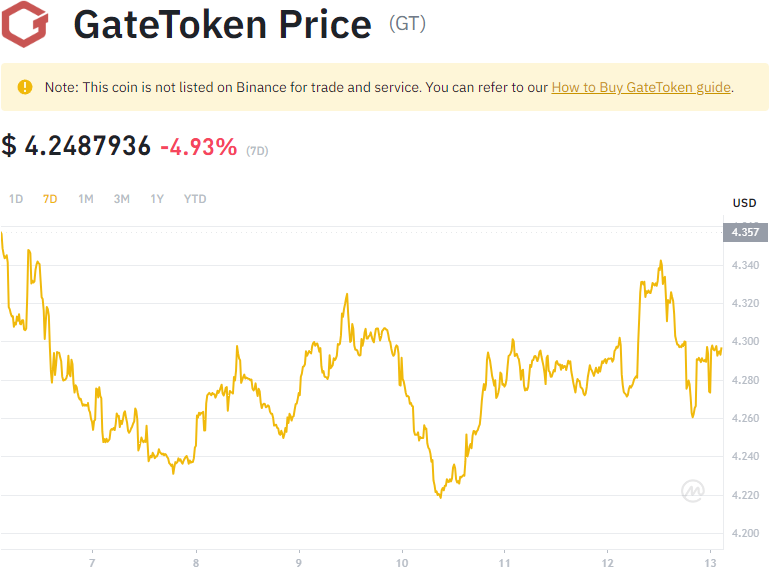 GateToken Price (GT)
Note: This coin is not listed on Binance for trade and service. You can refer to our How to Buy GateToken guide.
$ 4.2487936 -4.93% (7D)
1D 7D 1M 3M 1Y YTD
USD
4.357
4.340
4.320
4.300
4.280
4.260
4.240
4.220
4.200
7 8 9 10 11 12 13